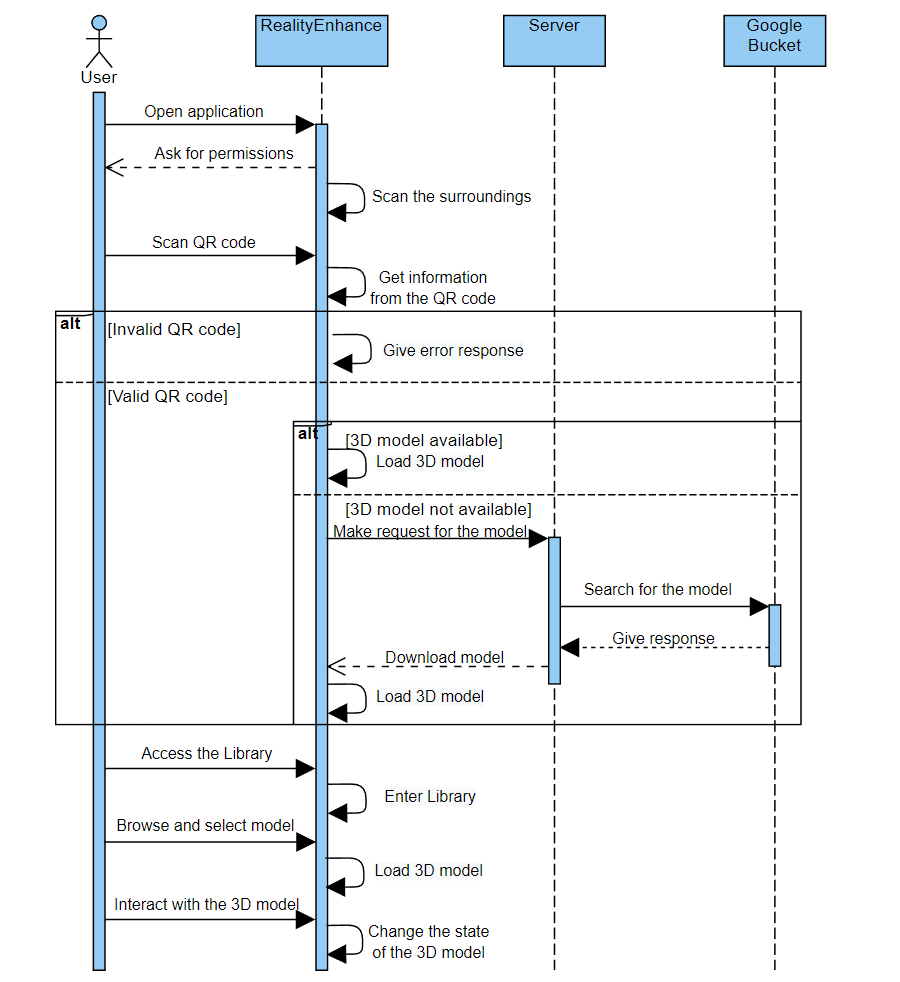 RealityEnhance
Server
Google
Bucket
User
Open application
Ask for permissions
Scan the surroundings
Scan QR code
Get information
from the QR code
alt
[Invalid QR code]
Give error response
[Valid QR code]
alt
[3D model available]
Load 3D model
[3D model not available]
Make request for the model
Search for the model
Give response
Download model
Load 3D model
Access the Library
Enter Library
Browse and select model
Load 3D model
Interact with the 3D model
Change the state
of the 3D model